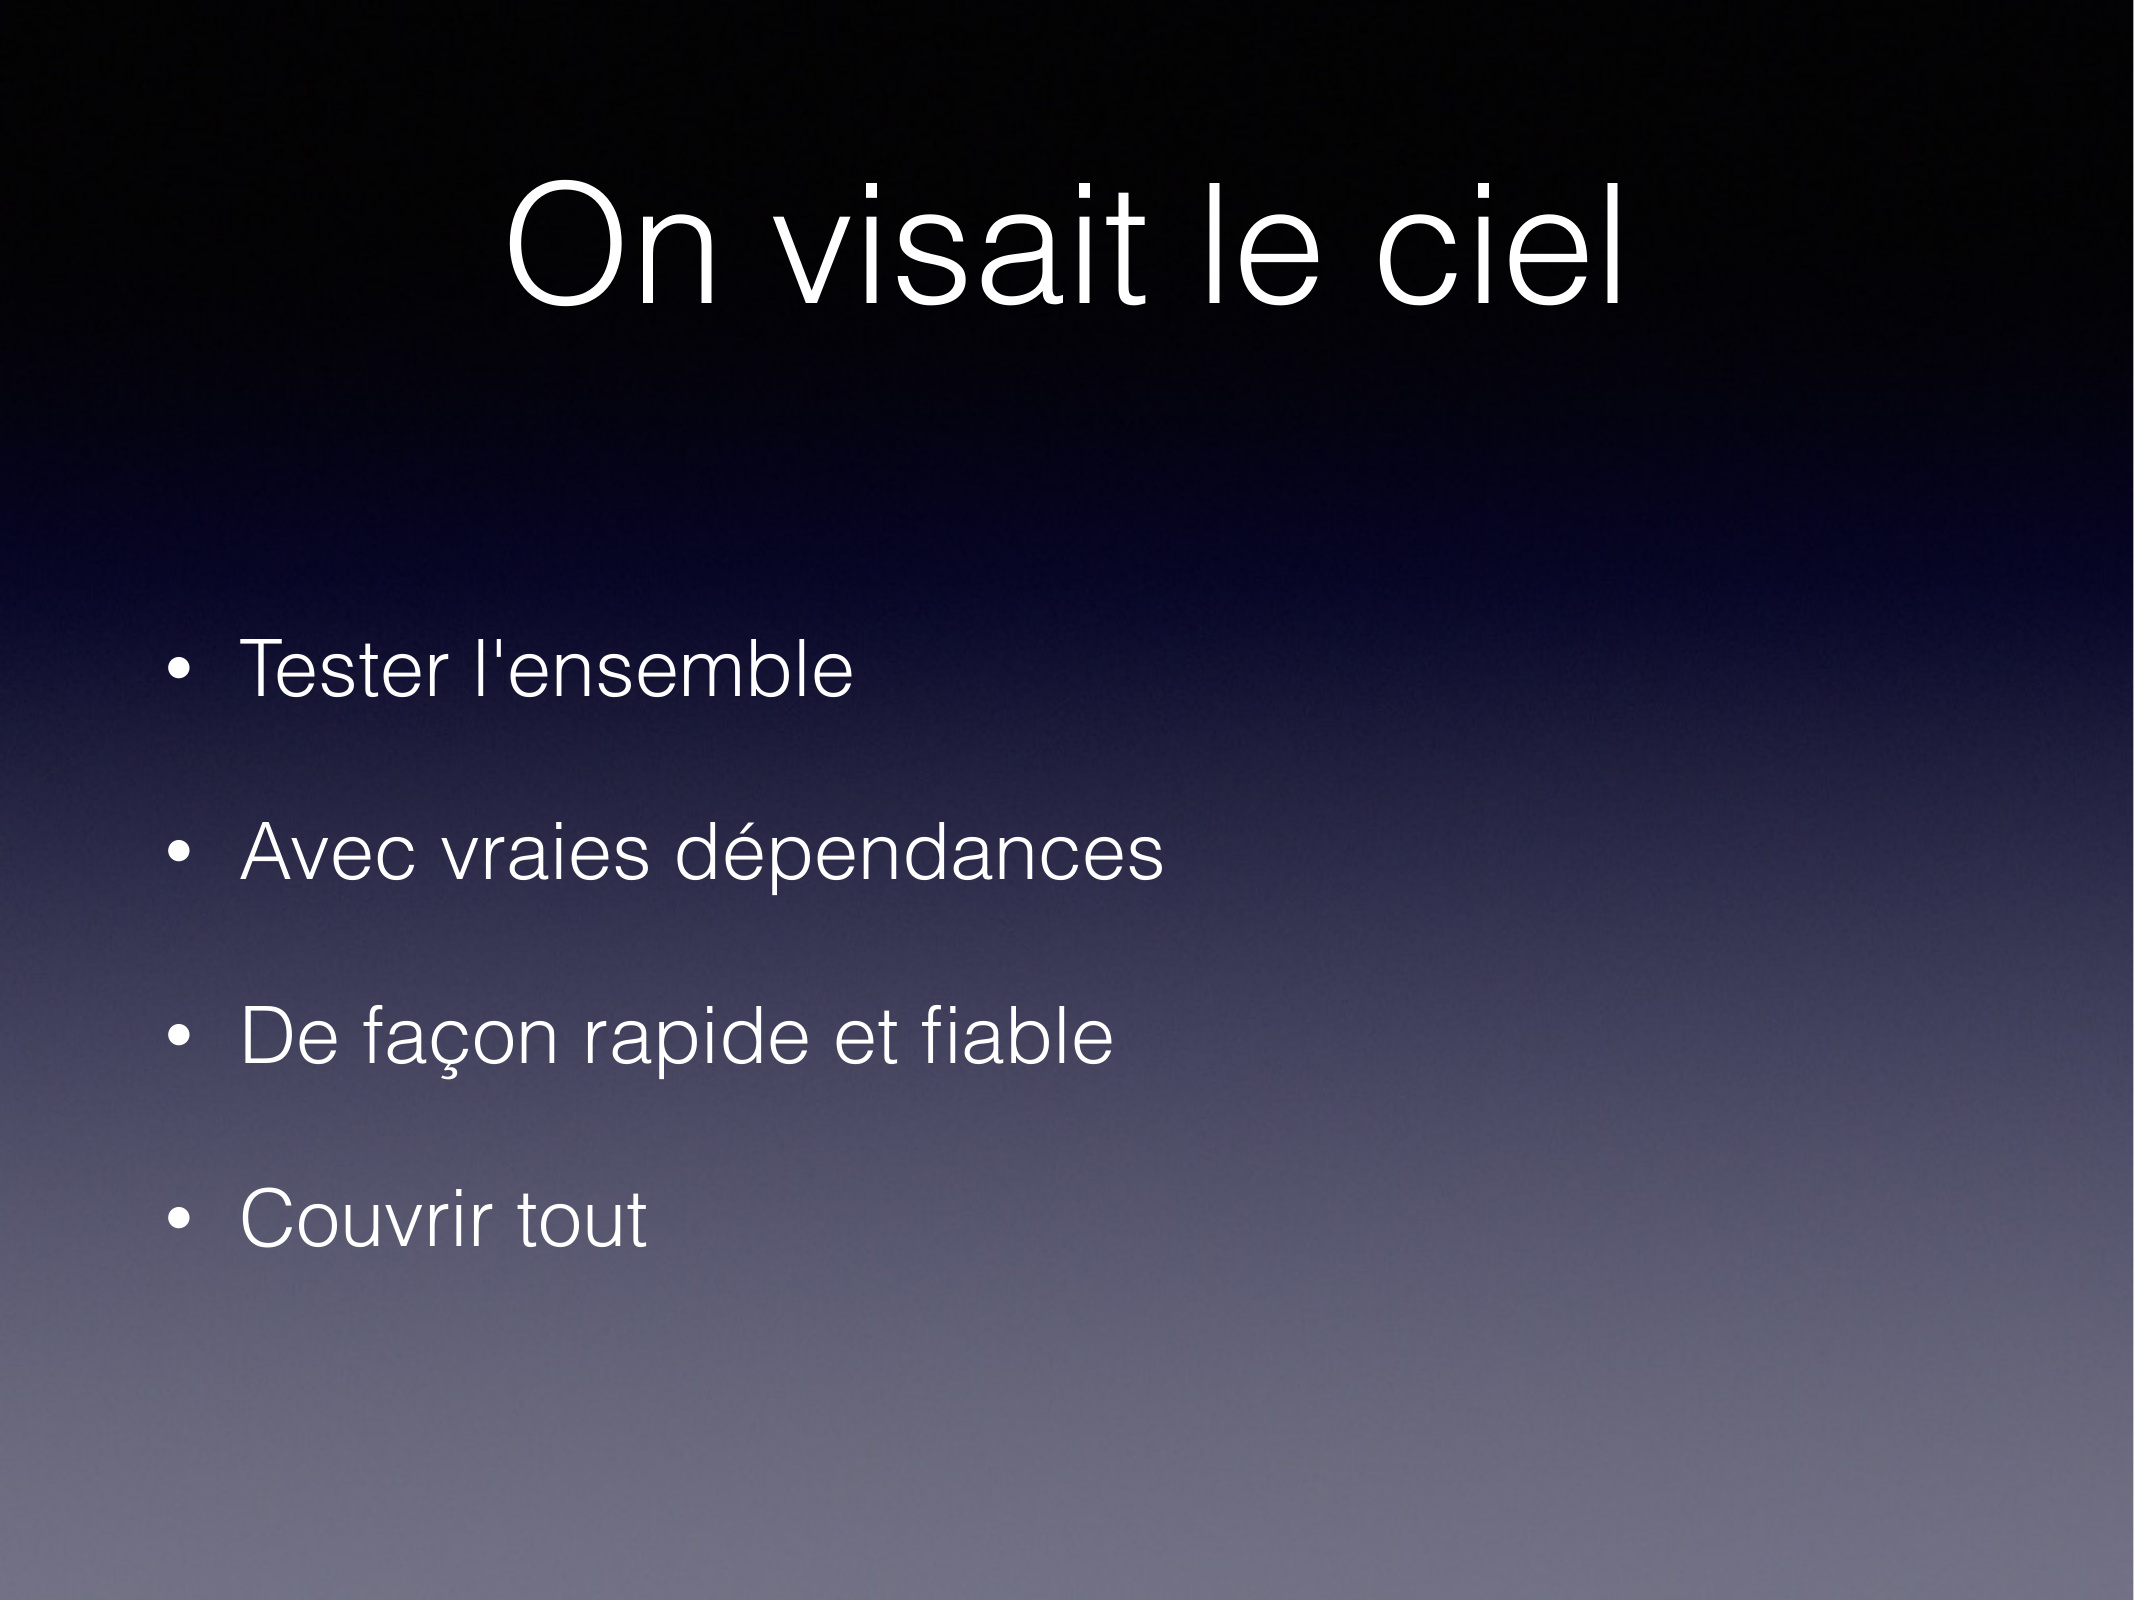 On visait le ciel
• Tester l'ensemble
• Avec vraies dépendances
• De façon rapide et fiable
• Couvrir tout